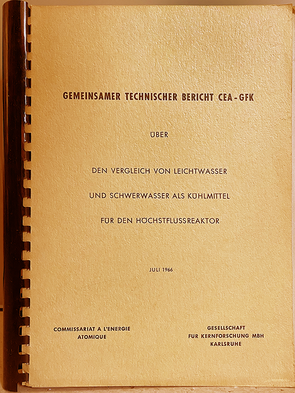 GEMEINSAMER TECHNISCHER BERICHT CEA-GFK
ÜBER
DEN VERGLEICH VON LEICHTWASSER
UND SCHWERWASSER ALS KÜHLMITTEL
FÜR DEN HÖCHSTFLUSSREAKTOR
JULI 1966
COMMISSARIAT A L'ENERGIE
ATOMIQUE
GESELLSCHAFT
FÜR KERNFORSCHUNG MBH
KARLSRUHE